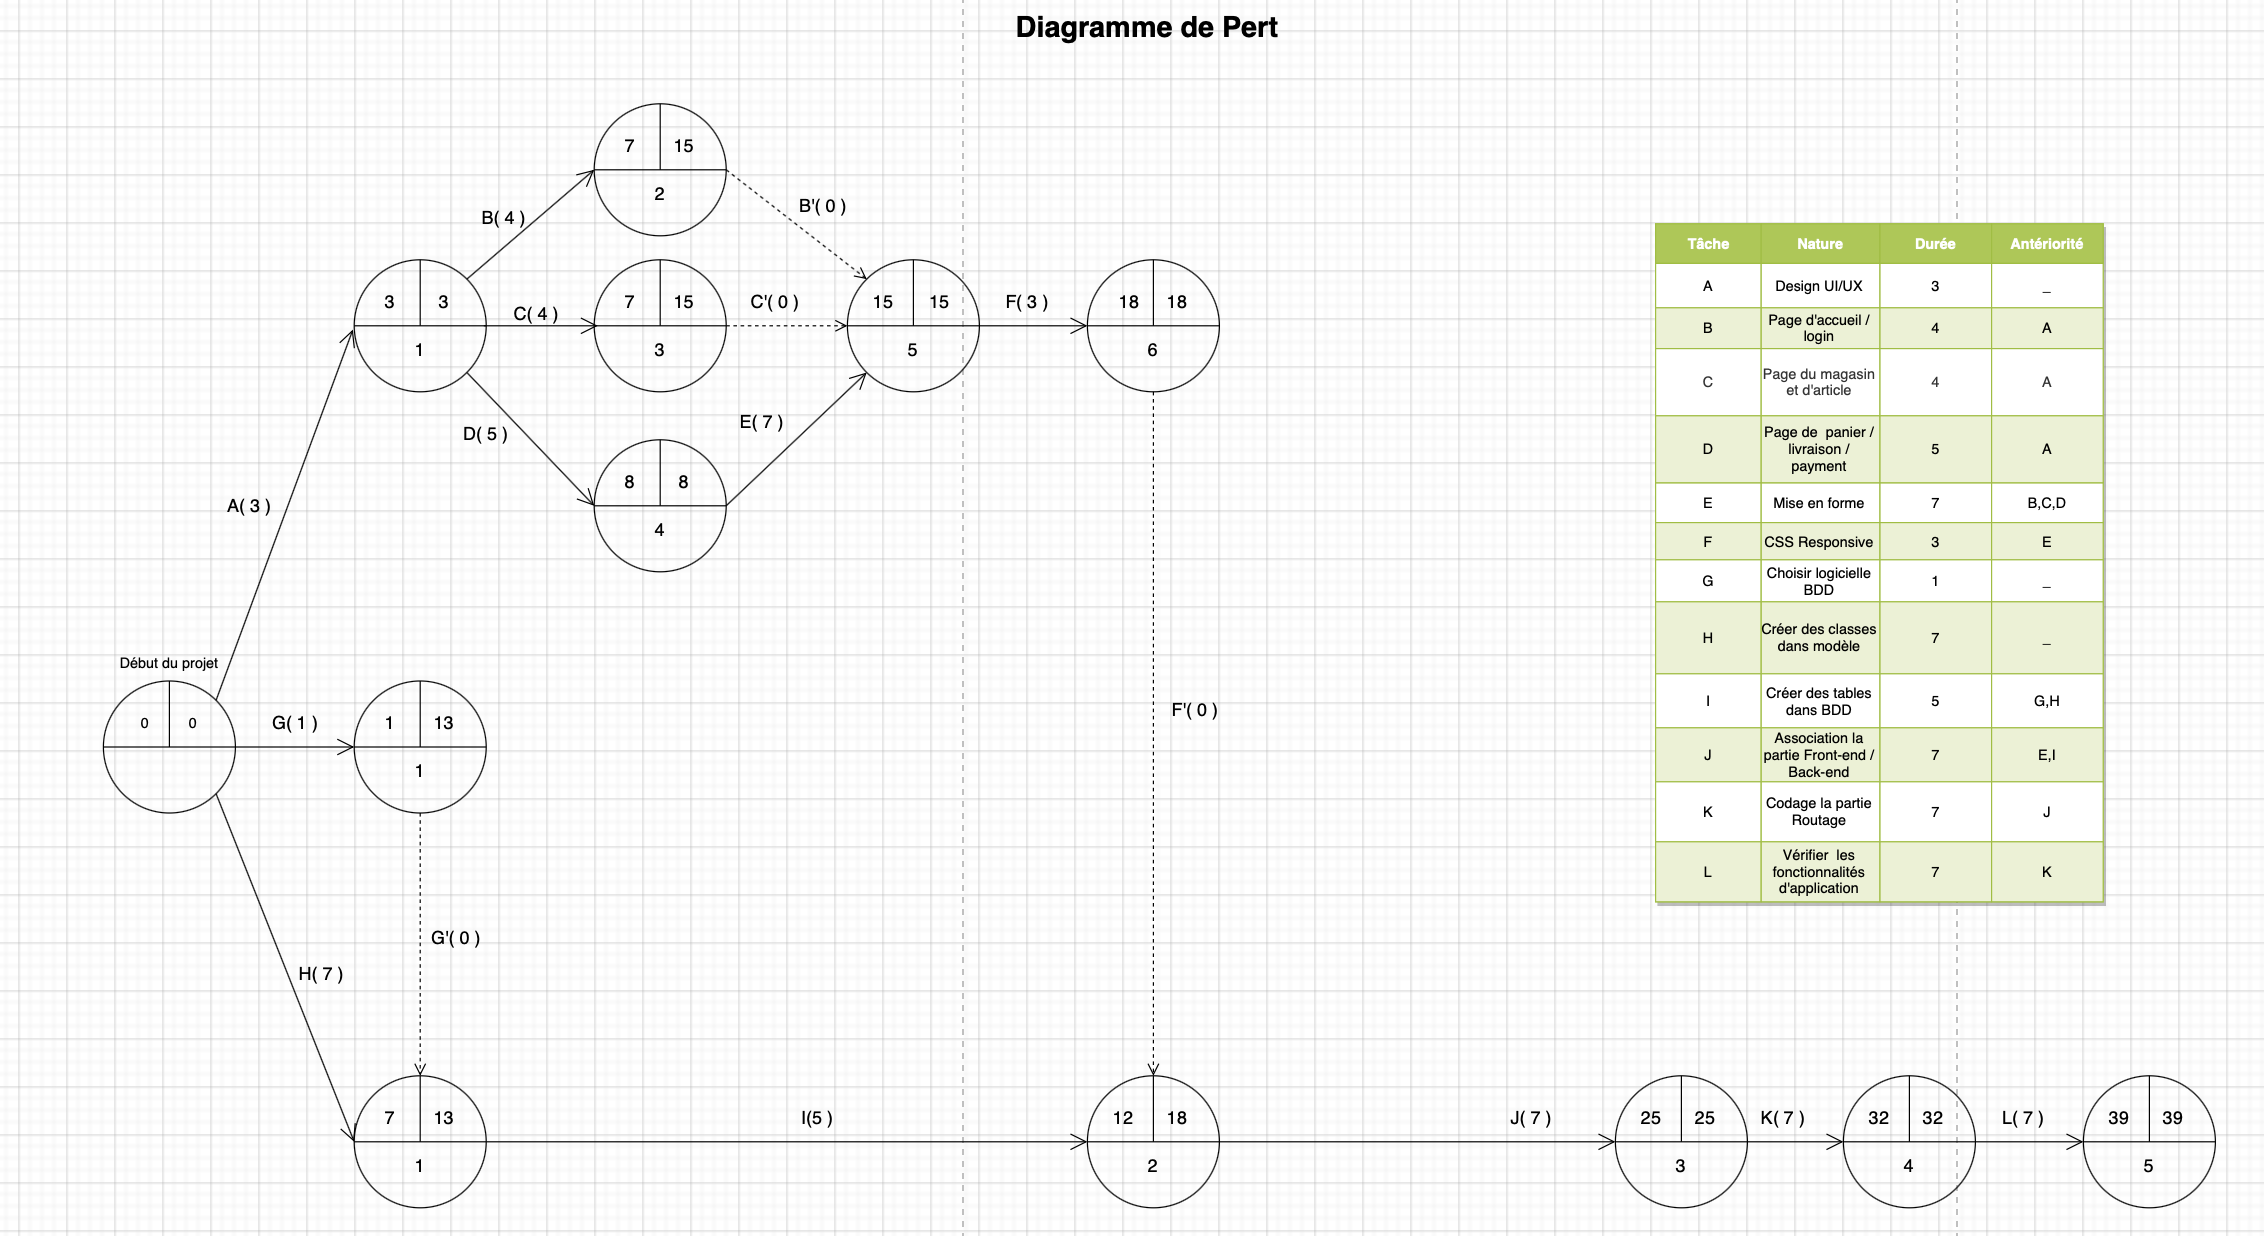 Diagramme de Pert
7 15
2
B( 4 )
B'( 0 )
3 3
1
C( 4 )
7 15
3
C'( 0 )
15 15
5
F( 3 )
18 18
6
D( 5 )
E( 7 )
8 8
4
A( 3 )
Début du projet
0 0
G( 1 )
1 13
1
F'( 0 )
G'( 0 )
H( 7 )
7 13
1
I(5 )
12 18
2
J( 7 )
25 25
3
K( 7 )
32 32
4
L( 7 )
39 39
5
Tâche Nature Durée Antériorité
A Design UI/UX 3 _
B Page d'accueil / 4 A
login
C Page du magasin 4 A
et d'article
D Page de panier / 5 A
livraison /
payment
E Mise en forme 7 B,C,D
F CSS Responsive 3 E
G Choisir logicielle 1 _
BDD
H Créer des classes 7 _
dans modèle
I Créer des tables 5 G,H
dans BDD
J Association la 7 E,I
partie Front-end /
Back-end
K Codage la partie 7 J
Routage
L Vérifier les 7 K
fonctionnalités
d'application